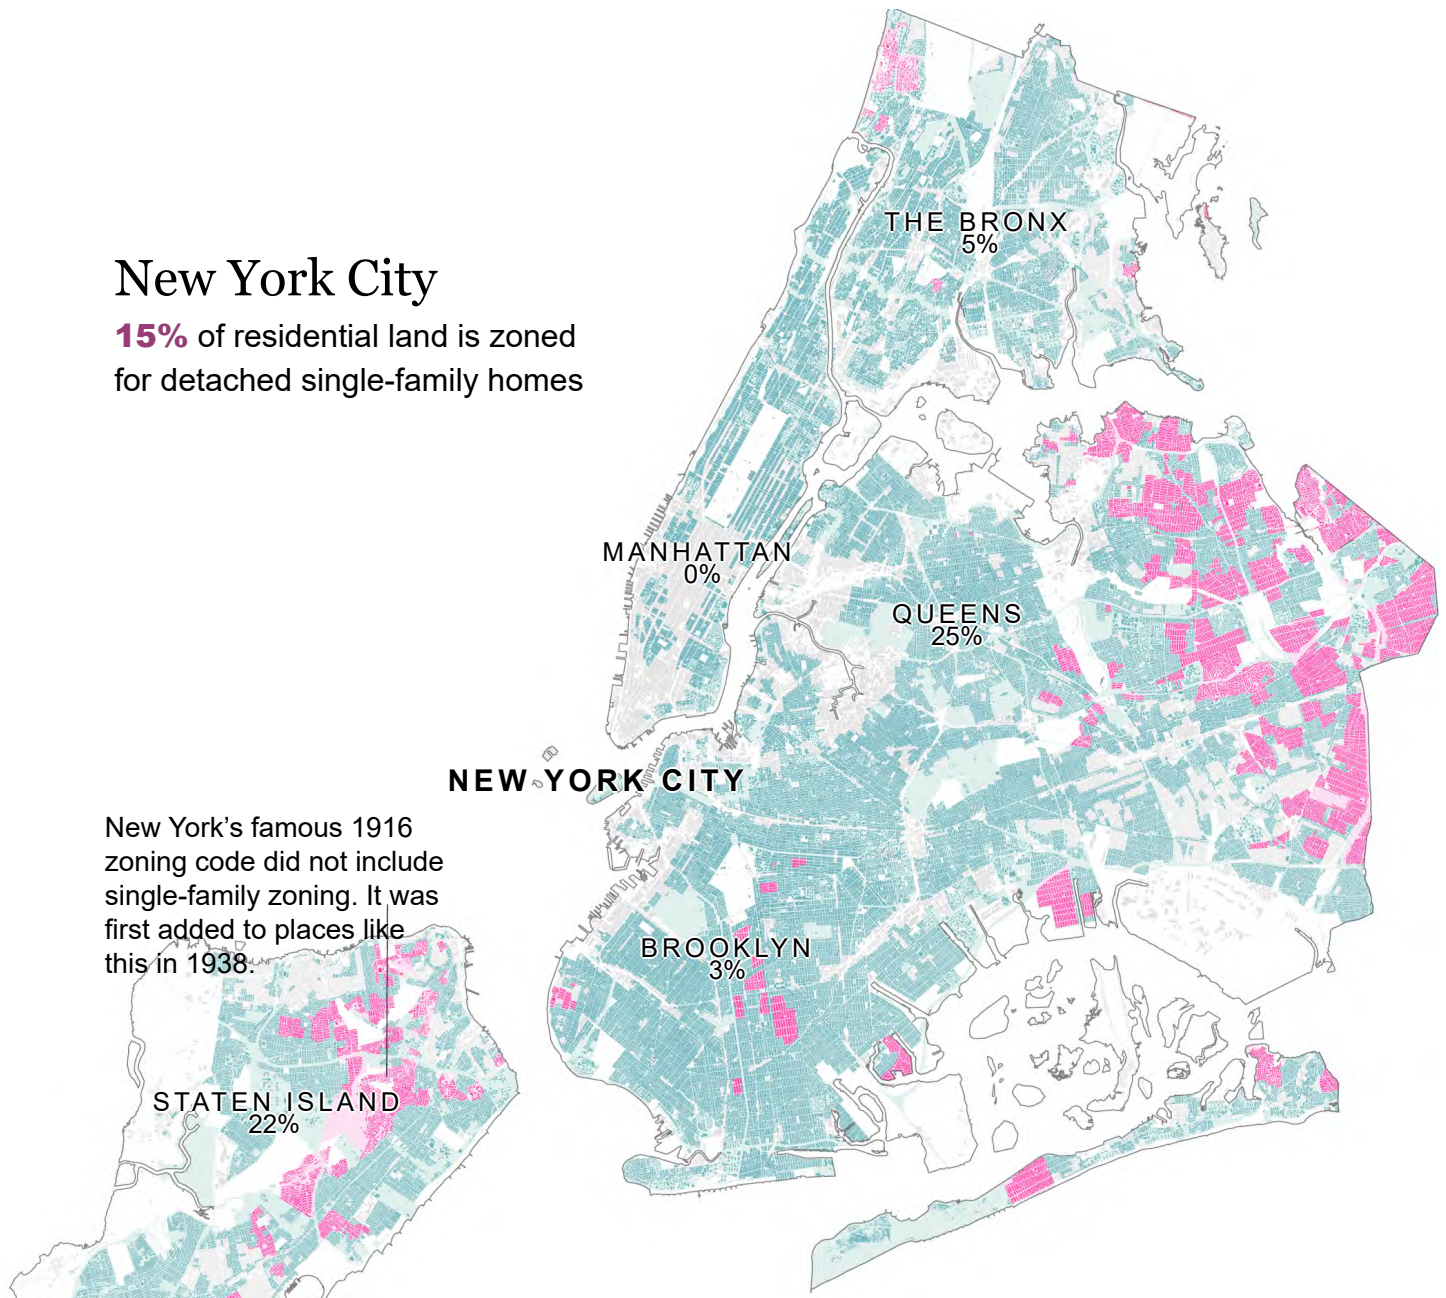 New York City
15% of residential land is zoned
for detached single-family homes
THE BRONX
5%
MANHATTAN
0%
QUEENS
25%
NEW YORK CITY
New York’s famous 1916
zoning code did not include
single-family zoning. It was
first added to places like
this in 1938.
BROOKLYN
3%
STATEN ISLAND
22%